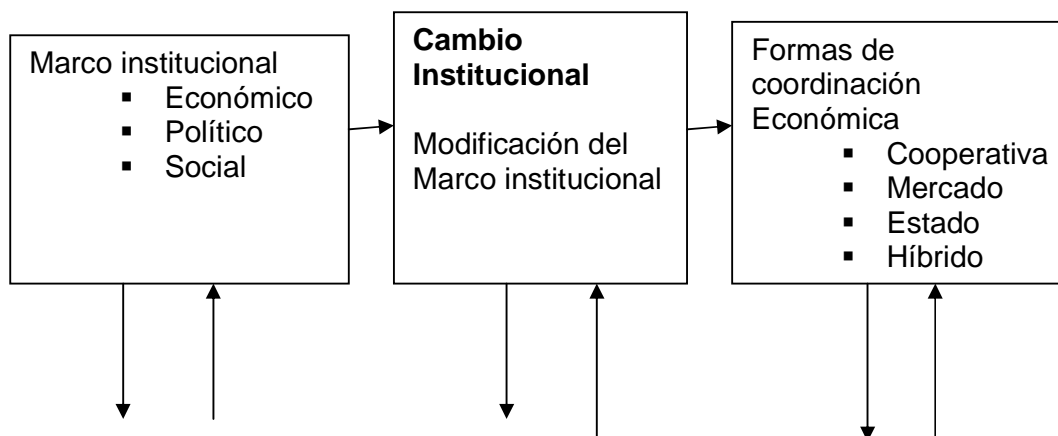 Marco institucional
▪ Económico
▪ Político
▪ Social
Cambio
Institucional
Modificación del
Marco institucional
Formas de
coordinación
Económica
▪ Cooperativa
▪ Mercado
▪ Estado
▪ Híbrido